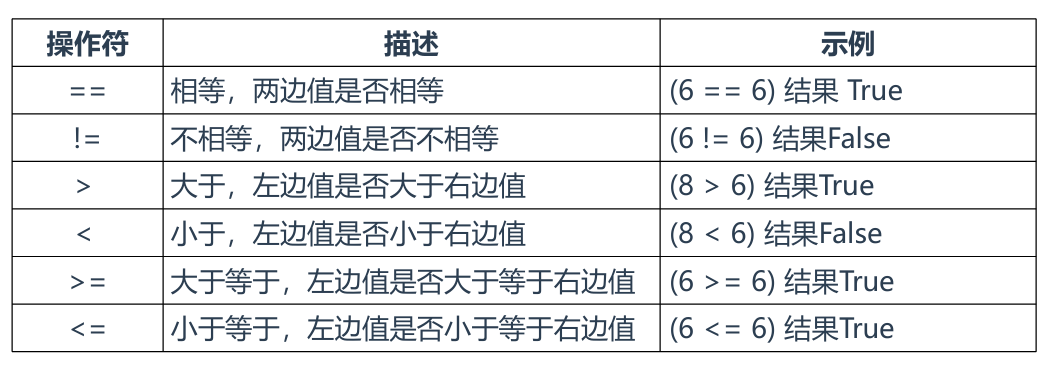 操作符 描述 示例
== 相等，两边值是否相等 (6 == 6) 结果 True
!= 不相等，两边值是否不相等 (6 != 6) 结果False
> 大于，左边值是否大于右边值 (8 > 6) 结果True
< 小于，左边值是否小于右边值 (8 < 6) 结果False
>= 大于等于，左边值是否大于等于右边值 (6 >= 6) 结果True
<= 小于等于，左边值是否小于等于右边值 (6 <= 6) 结果True